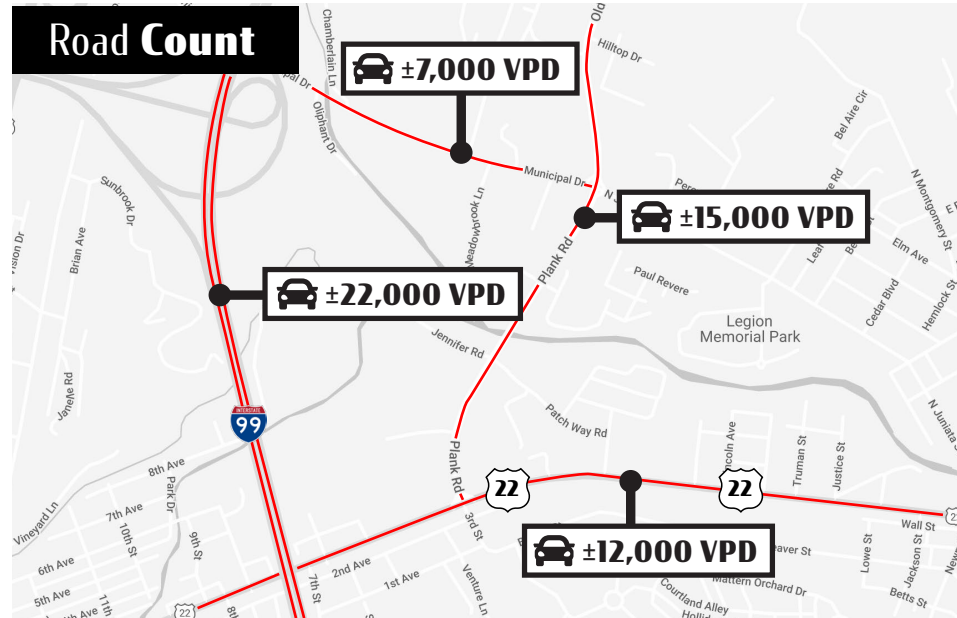 Road Count
Chamberlain Ln
Old
Hilltop Dr
±7,000 VPD
Oliphant Dr
Bel Aire Cir
Municipal Dr
N Montgomery St
±15,000 VPD
Sunbrook Dr
Meadowbrook Ln
Plank Rd
Elm Ave
Brian Ave
Paul Revere
Cedar Blvd
Hemlock St
±22,000 VPD
Legion
Memorial Park
Jennifer Rd
INTERSTATE
99
Patch Way Rd
Truman St
Justice St
8th Ave
Plank Rd
22
22
Park Dr
Vineyard Ln
7th Ave
10th St
9th St
3rd St
Wall St
±12,000 VPD
6th Ave
2nd Ave
1st Ave
Lowe St
Jackson St
5th Ave
7th St
Venture Ln
Mattern Orchard Dr
Betts St
22
11th
Courtland Alley